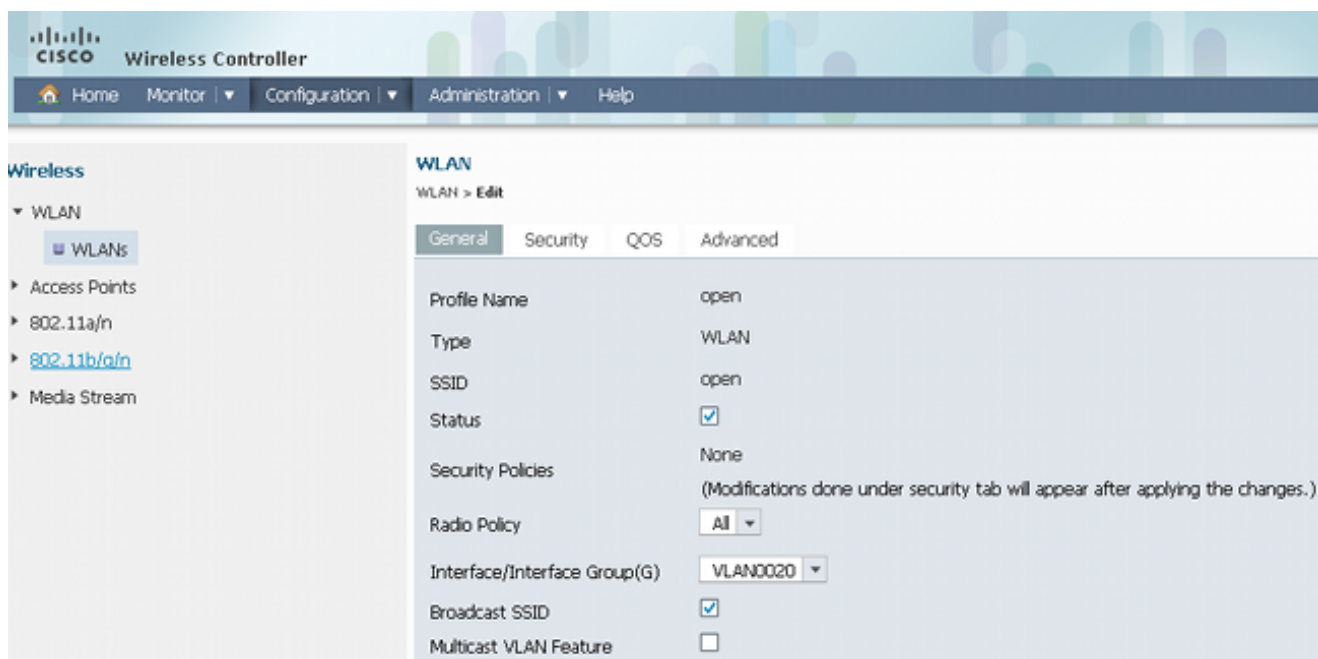 CISCO Wireless Controller
Home Monitor Configuration Administration Help
Wireless
WLAN
WLANs
Access Points
802.11a/n
802.11b/g/n
Media Stream
WLAN
WLAN > Edit
General Security QOS Advanced
Profile Name open
Type WLAN
SSID open
Status
Security Policies None
(Modifications done under security tab will appear after applying the changes.)
Radio Policy All
Interface/Interface Group(G) VLAN0020
Broadcast SSID
Multicast VLAN Feature